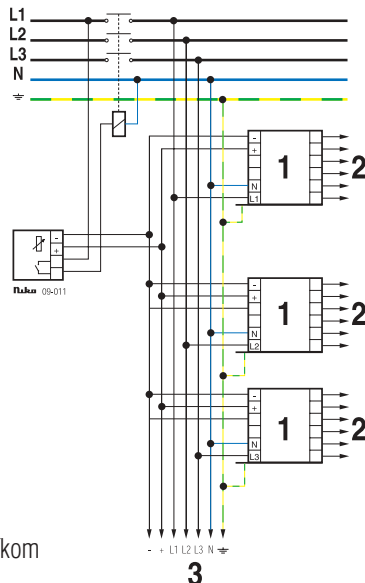 L1
L2
L3
N
-
+
N
L1
1
2
-
+
Niko 09-011
-
+
N
L2
1
2
-
+
N
L3
1
2
kom
- + L1 L2 L3 N
3